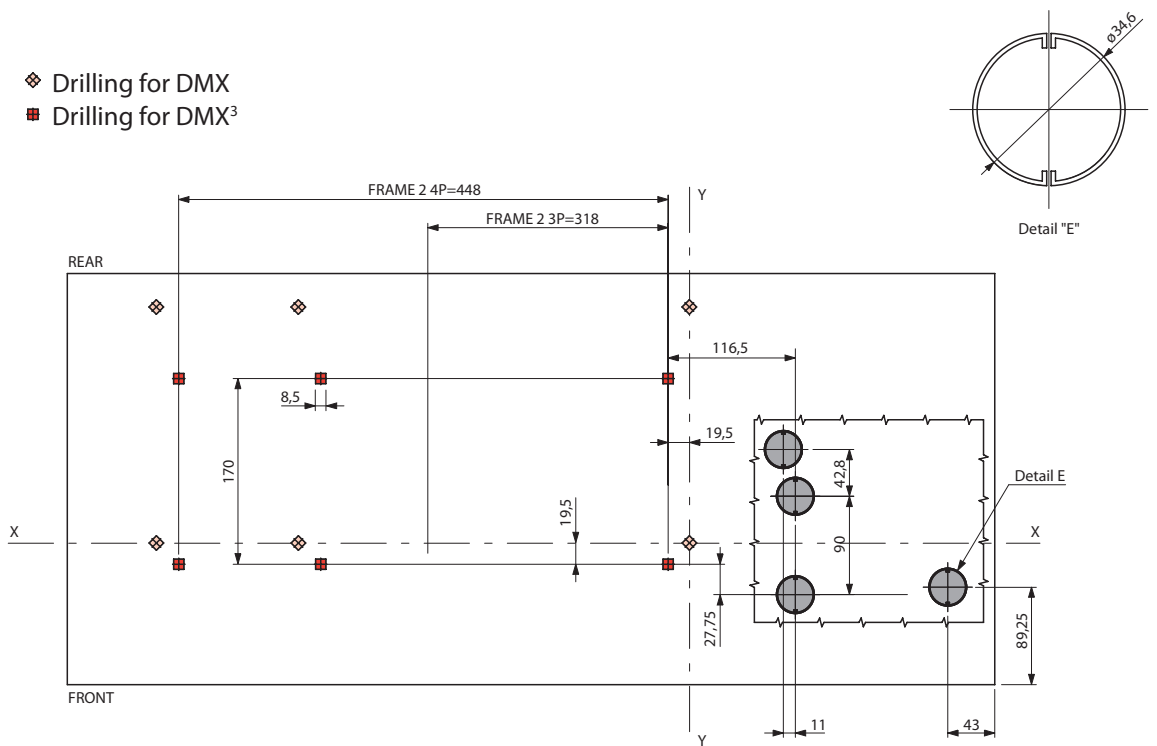 Drilling for DMX
Drilling for DMX³
ø34,6
Detail "E"
FRAME 2 4P=448
Y
FRAME 2 3P=318
REAR
116,5
8,5
19,5
170
42,8
Detail E
19,5
X
X
90
27,75
89,25
FRONT
11
43
Y